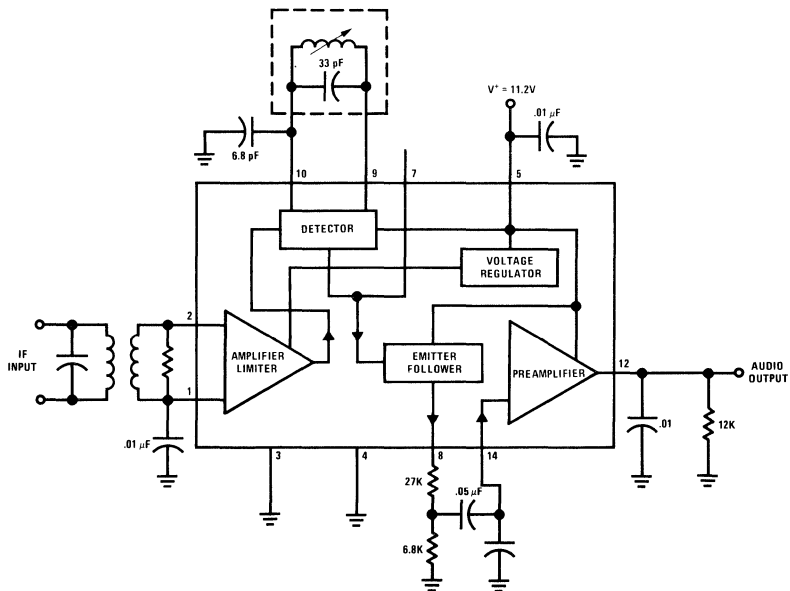 33 pF
V+ = 11.2V
.01 µF
6.8 pF
10
9
7
5
DETECTOR
VOLTAGE
REGULATOR
2
IF
INPUT
AMPLIFIER
LIMITER
EMITTER
FOLLOWER
PREAMPLIFIER
12
AUDIO
OUTPUT
1
.01
12K
.01 µF
3
4
8
14
27K
.05 µF
6.8K